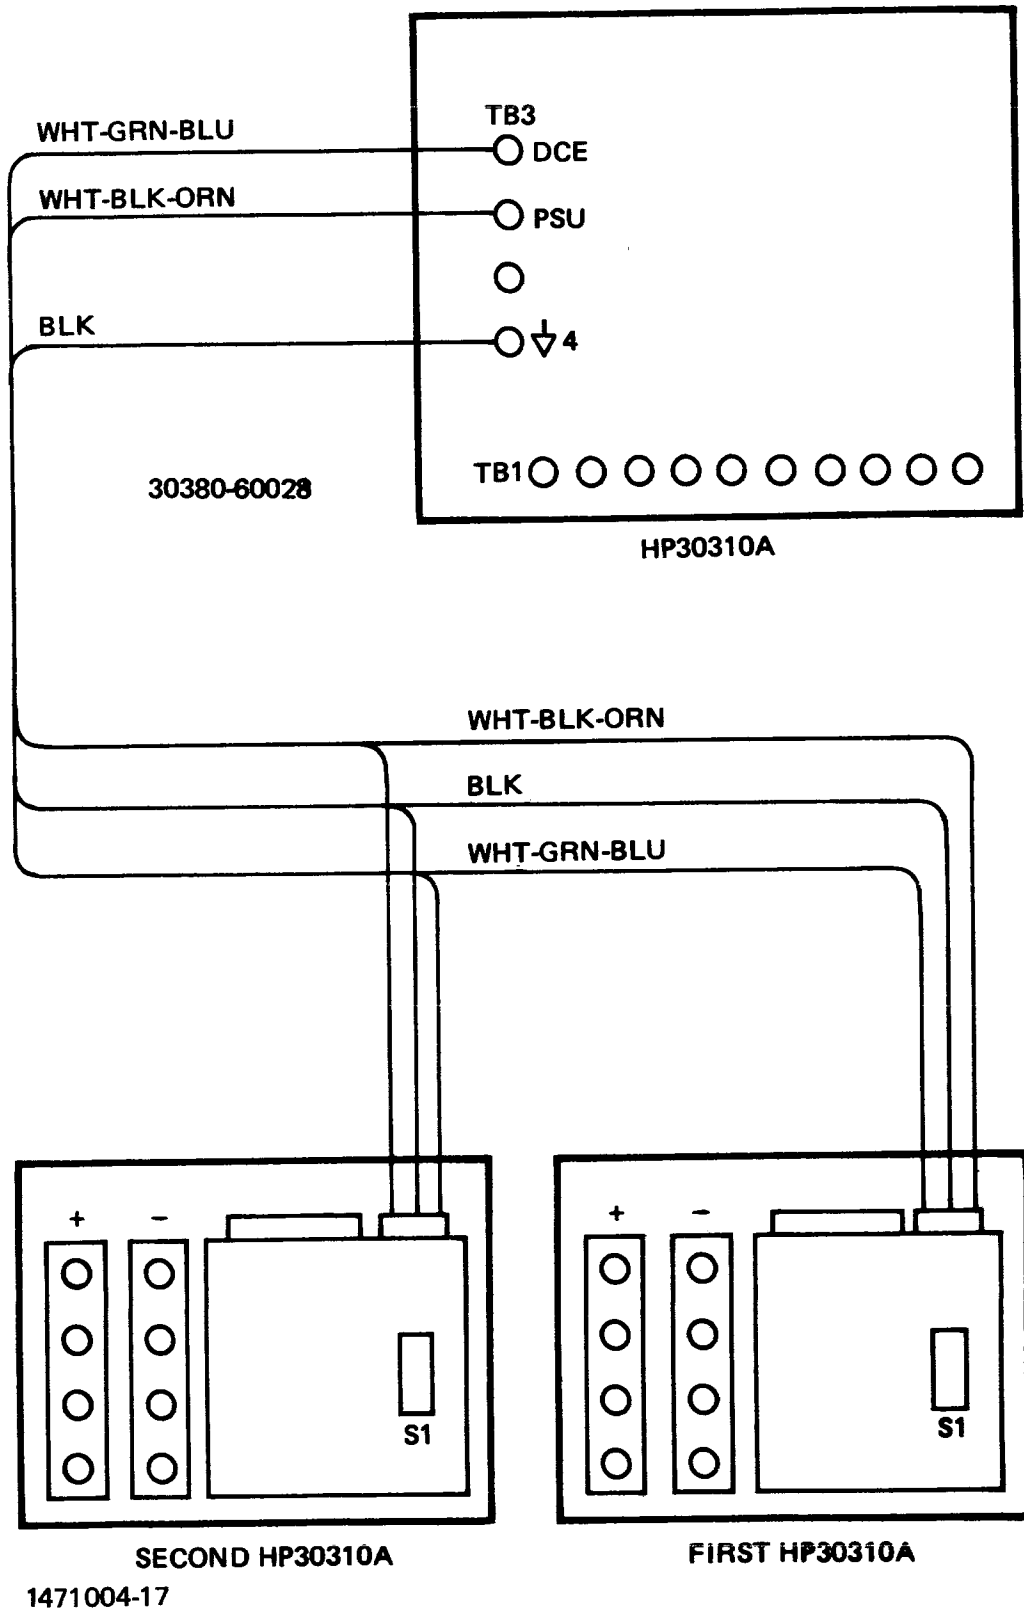 TB3
WHT-GRN-BLU
DCE
WHT-BLK-ORN
PSU
BLK
4
TB1
30380-60028
HP30310A
WHT-BLK-ORN
BLK
WHT-GRN-BLU
+ −
+ −
S1
S1
SECOND HP30310A
FIRST HP30310A
1471004-17